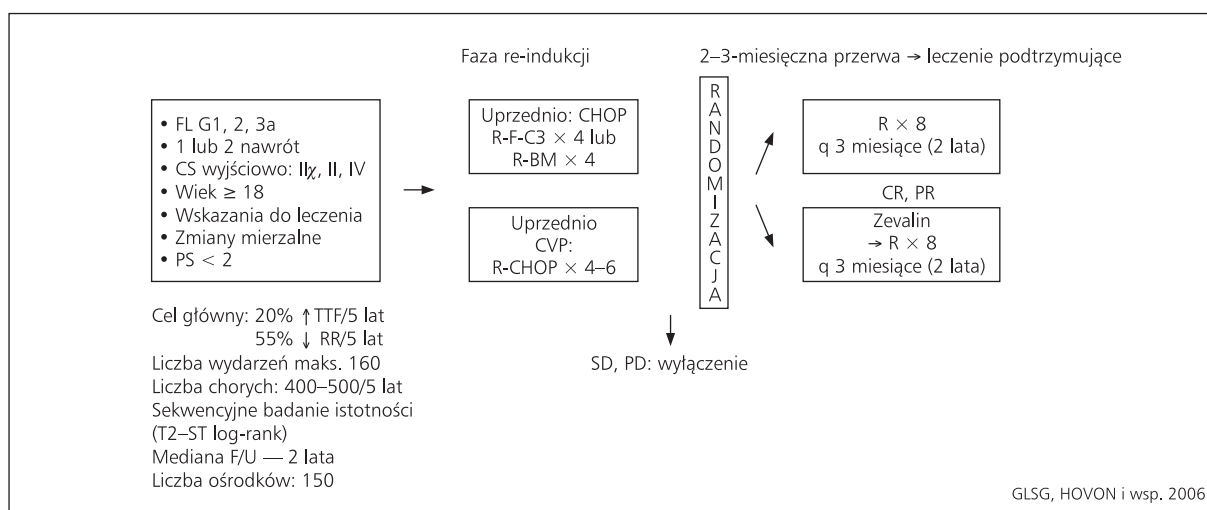 Faza re-indukcji
2–3-miesięczna przerwa → leczenie podtrzymujące
• FL G1, 2, 3a
• 1 lub 2 nawrót
• CS wyjściowo: IIχ, II, IV
• Wiek ≥ 18
• Wskazania do leczenia
• Zmiany mierzalne
• PS < 2
Uprzednio: CHOP
R-F-C3 × 4 lub
R-BM × 4
Uprzednio
CVP:
R-CHOP × 4–6
RANDOMIZACJA
R × 8
q 3 miesiące (2 lata)
CR, PR
Zevalin
→ R × 8
q 3 miesiące (2 lata)
SD, PD: wyłączenie
Cel główny: 20% ↑ TTF/5 lat
55% ↓ RR/5 lat
Liczba wydarzeń maks. 160
Liczba chorych: 400–500/5 lat
Sekwencyjne badanie istotności
(T2–ST log-rank)
Mediana F/U — 2 lata
Liczba ośrodków: 150
GLSG, HOVON i wsp. 2006